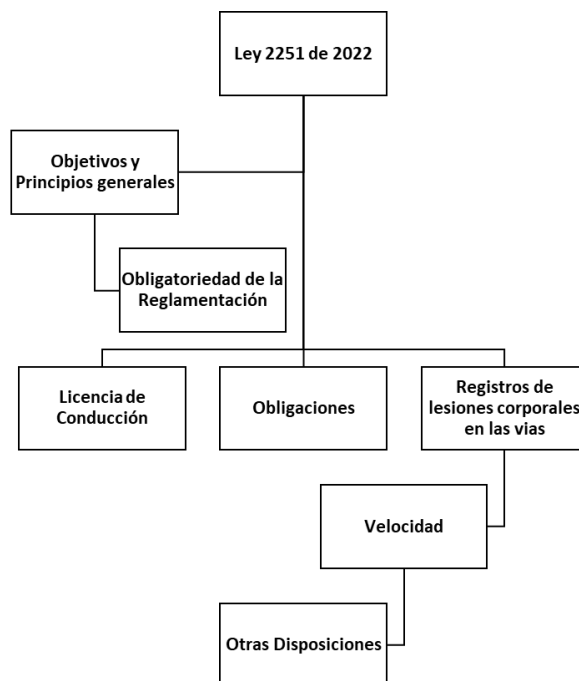 Ley 2251 de 2022
Objetivos y
Principios generales
Obligatoriedad de la
Reglamentación
Licencia de
Conducción
Obligaciones
Registros de
lesiones corporales
en las vias
Velocidad
Otras Disposiciones